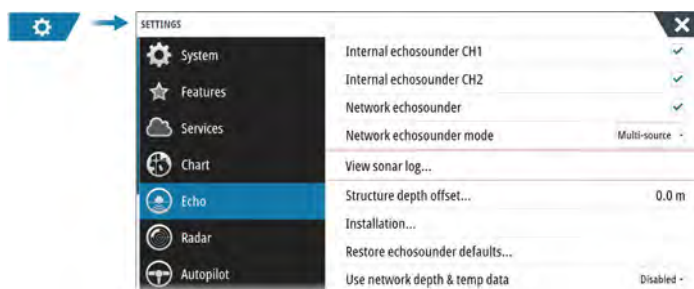 SETTINGS
System
Features
Services
Chart
Echo
Radar
Autopilot
Internal echosounder CH1
Internal echosounder CH2
Network echosounder
Network echosounder mode Multi-source
View sonar log...
Structure depth offset... 0.0 m
Installation...
Restore echosounder defaults...
Use network depth & temp data Disabled